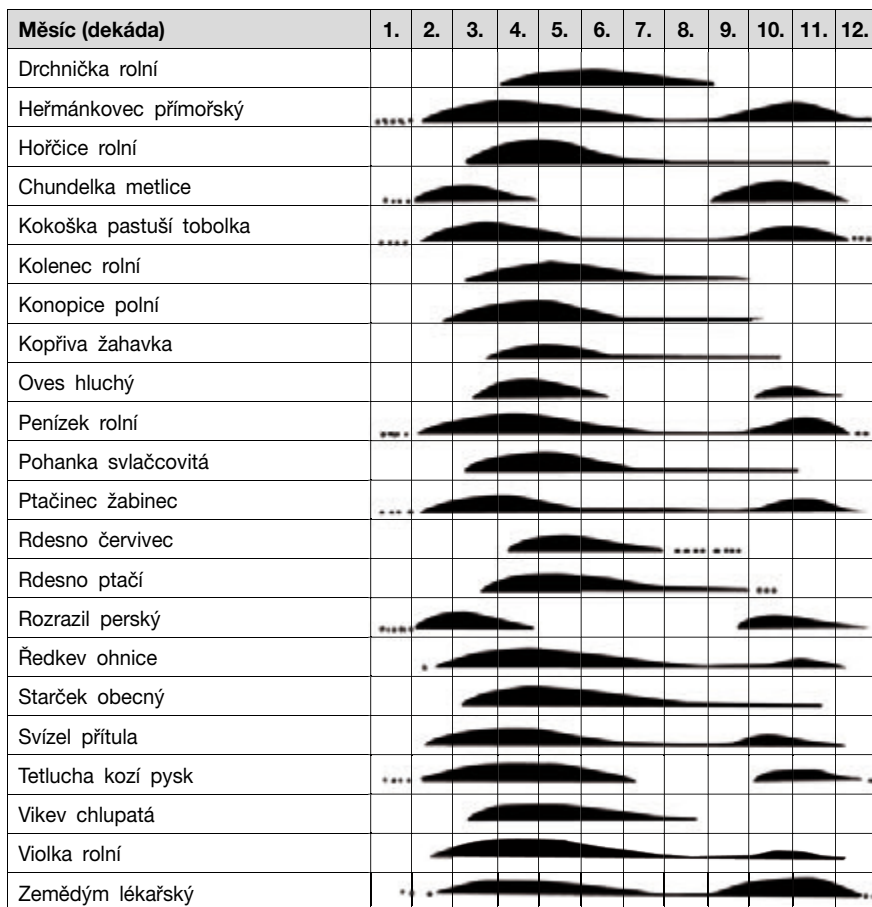 Měsíc (dekáda) 1. 2. 3. 4. 5. 6. 7. 8. 9. 10. 11. 12.
Drchnička rolní
Heřmánkovec přímořský
Hořčice rolní
Chundelka metlice
Kokoška pastuší tobolka
Kolenec rolní
Konopice polní
Kopřiva žahavka
Oves hluchý
Penízek rolní
Pohanka svlačcovitá
Ptačinec žabinec
Rdesno červivec
Rdesno ptačí
Rozrazil perský
Ředkev ohnice
Starček obecný
Svízel přítula
Tetlucha kozí pysk
Vikev chlupatá
Violka rolní
Zemědým lékařský